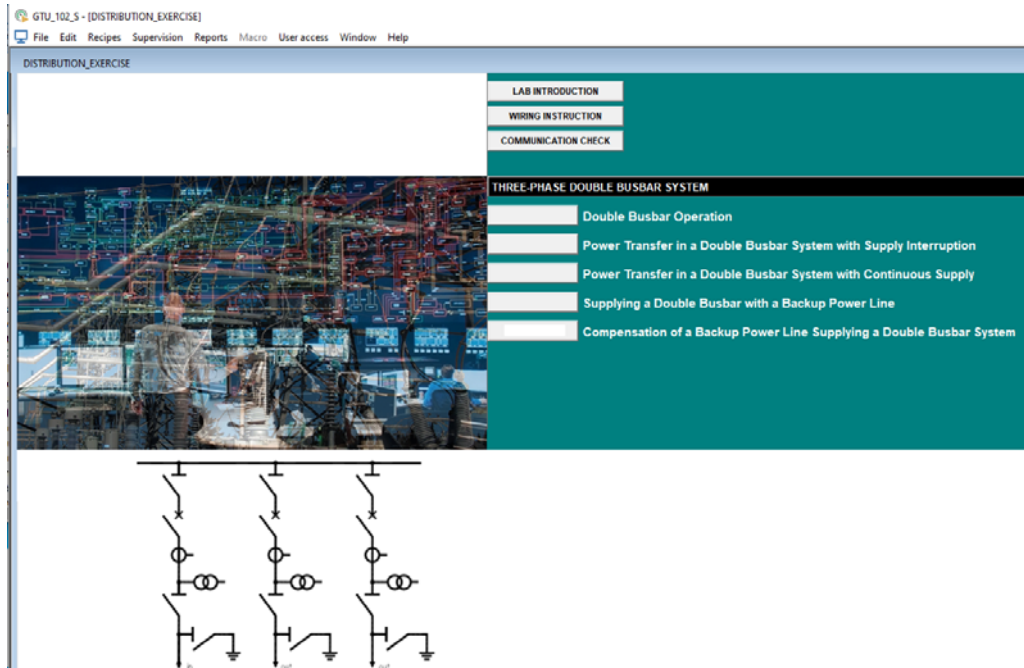 GTU_102_S - [DISTRIBUTION_EXERCISE]
File Edit Recipes Supervision Reports Macro User access Window Help
DISTRIBUTION_EXERCISE
LAB INTRODUCTION
WIRING INSTRUCTION
COMMUNICATION CHECK
THREE-PHASE DOUBLE BUSBAR SYSTEM
Double Busbar Operation
Power Transfer in a Double Busbar System with Supply Interruption
Power Transfer in a Double Busbar System with Continuous Supply
Supplying a Double Busbar with a Backup Power Line
Compensation of a Backup Power Line Supplying a Double Busbar System